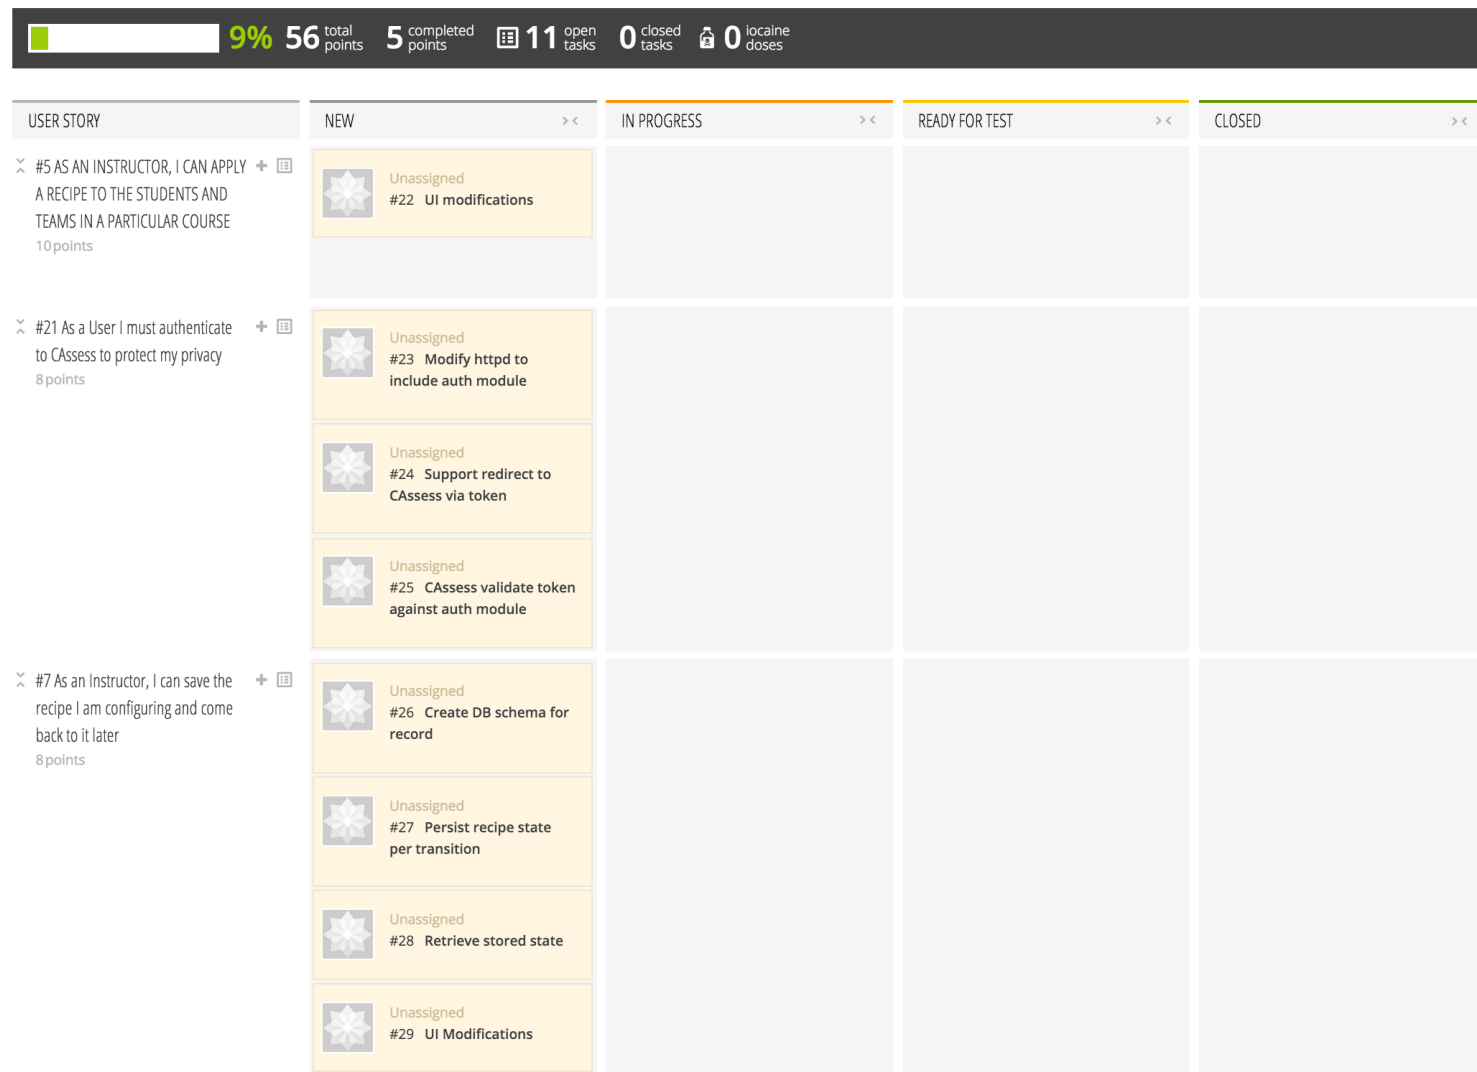 9% 56 total points 5 completed points 11 open tasks 0 closed tasks 0 iocaine doses
USER STORY NEW IN PROGRESS READY FOR TEST CLOSED
#5 AS AN INSTRUCTOR, I CAN APPLY
A RECIPE TO THE STUDENTS AND
TEAMS IN A PARTICULAR COURSE
10 points
Unassigned
#22 UI modifications
#21 As a User I must authenticate
to CAssess to protect my privacy
8 points
Unassigned
#23 Modify httpd to
include auth module
Unassigned
#24 Support redirect to
CAssess via token
Unassigned
#25 CAssess validate token
against auth module
#7 As an Instructor, I can save the
recipe I am configuring and come
back to it later
8 points
Unassigned
#26 Create DB schema for
record
Unassigned
#27 Persist recipe state
per transition
Unassigned
#28 Retrieve stored state
Unassigned
#29 UI Modifications